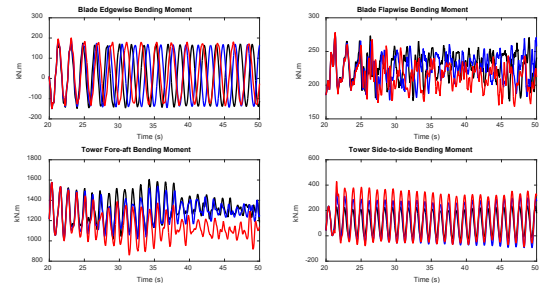 Blade Edgewise Bending Moment
200
100
0
-100
-200
kN.m
20 25 30 35 40 45 50
Time (s)
Blade Flapwise Bending Moment
300
250
200
150
kN.m
20 25 30 35 40 45 50
Time (s)
Tower Fore-aft Bending Moment
1800
1600
1400
1200
1000
800
kN.m
20 25 30 35 40 45 50
Time (s)
Tower Side-to-side Bending Moment
600
400
200
0
-200
kN.m
20 25 30 35 40 45 50
Time (s)